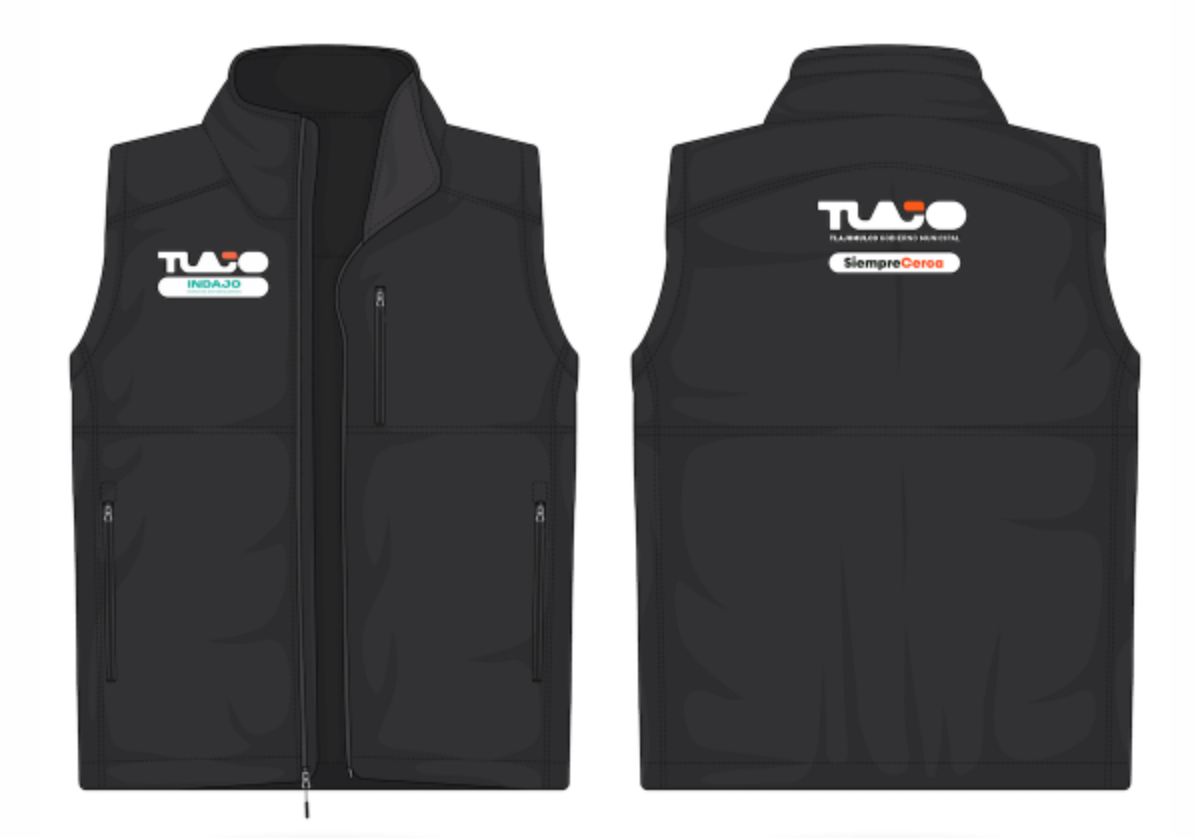 TLAJO
INDAJO
TLAJO
TLAJOMULCO GOBIERNO MUNICIPAL
SiempreCerca